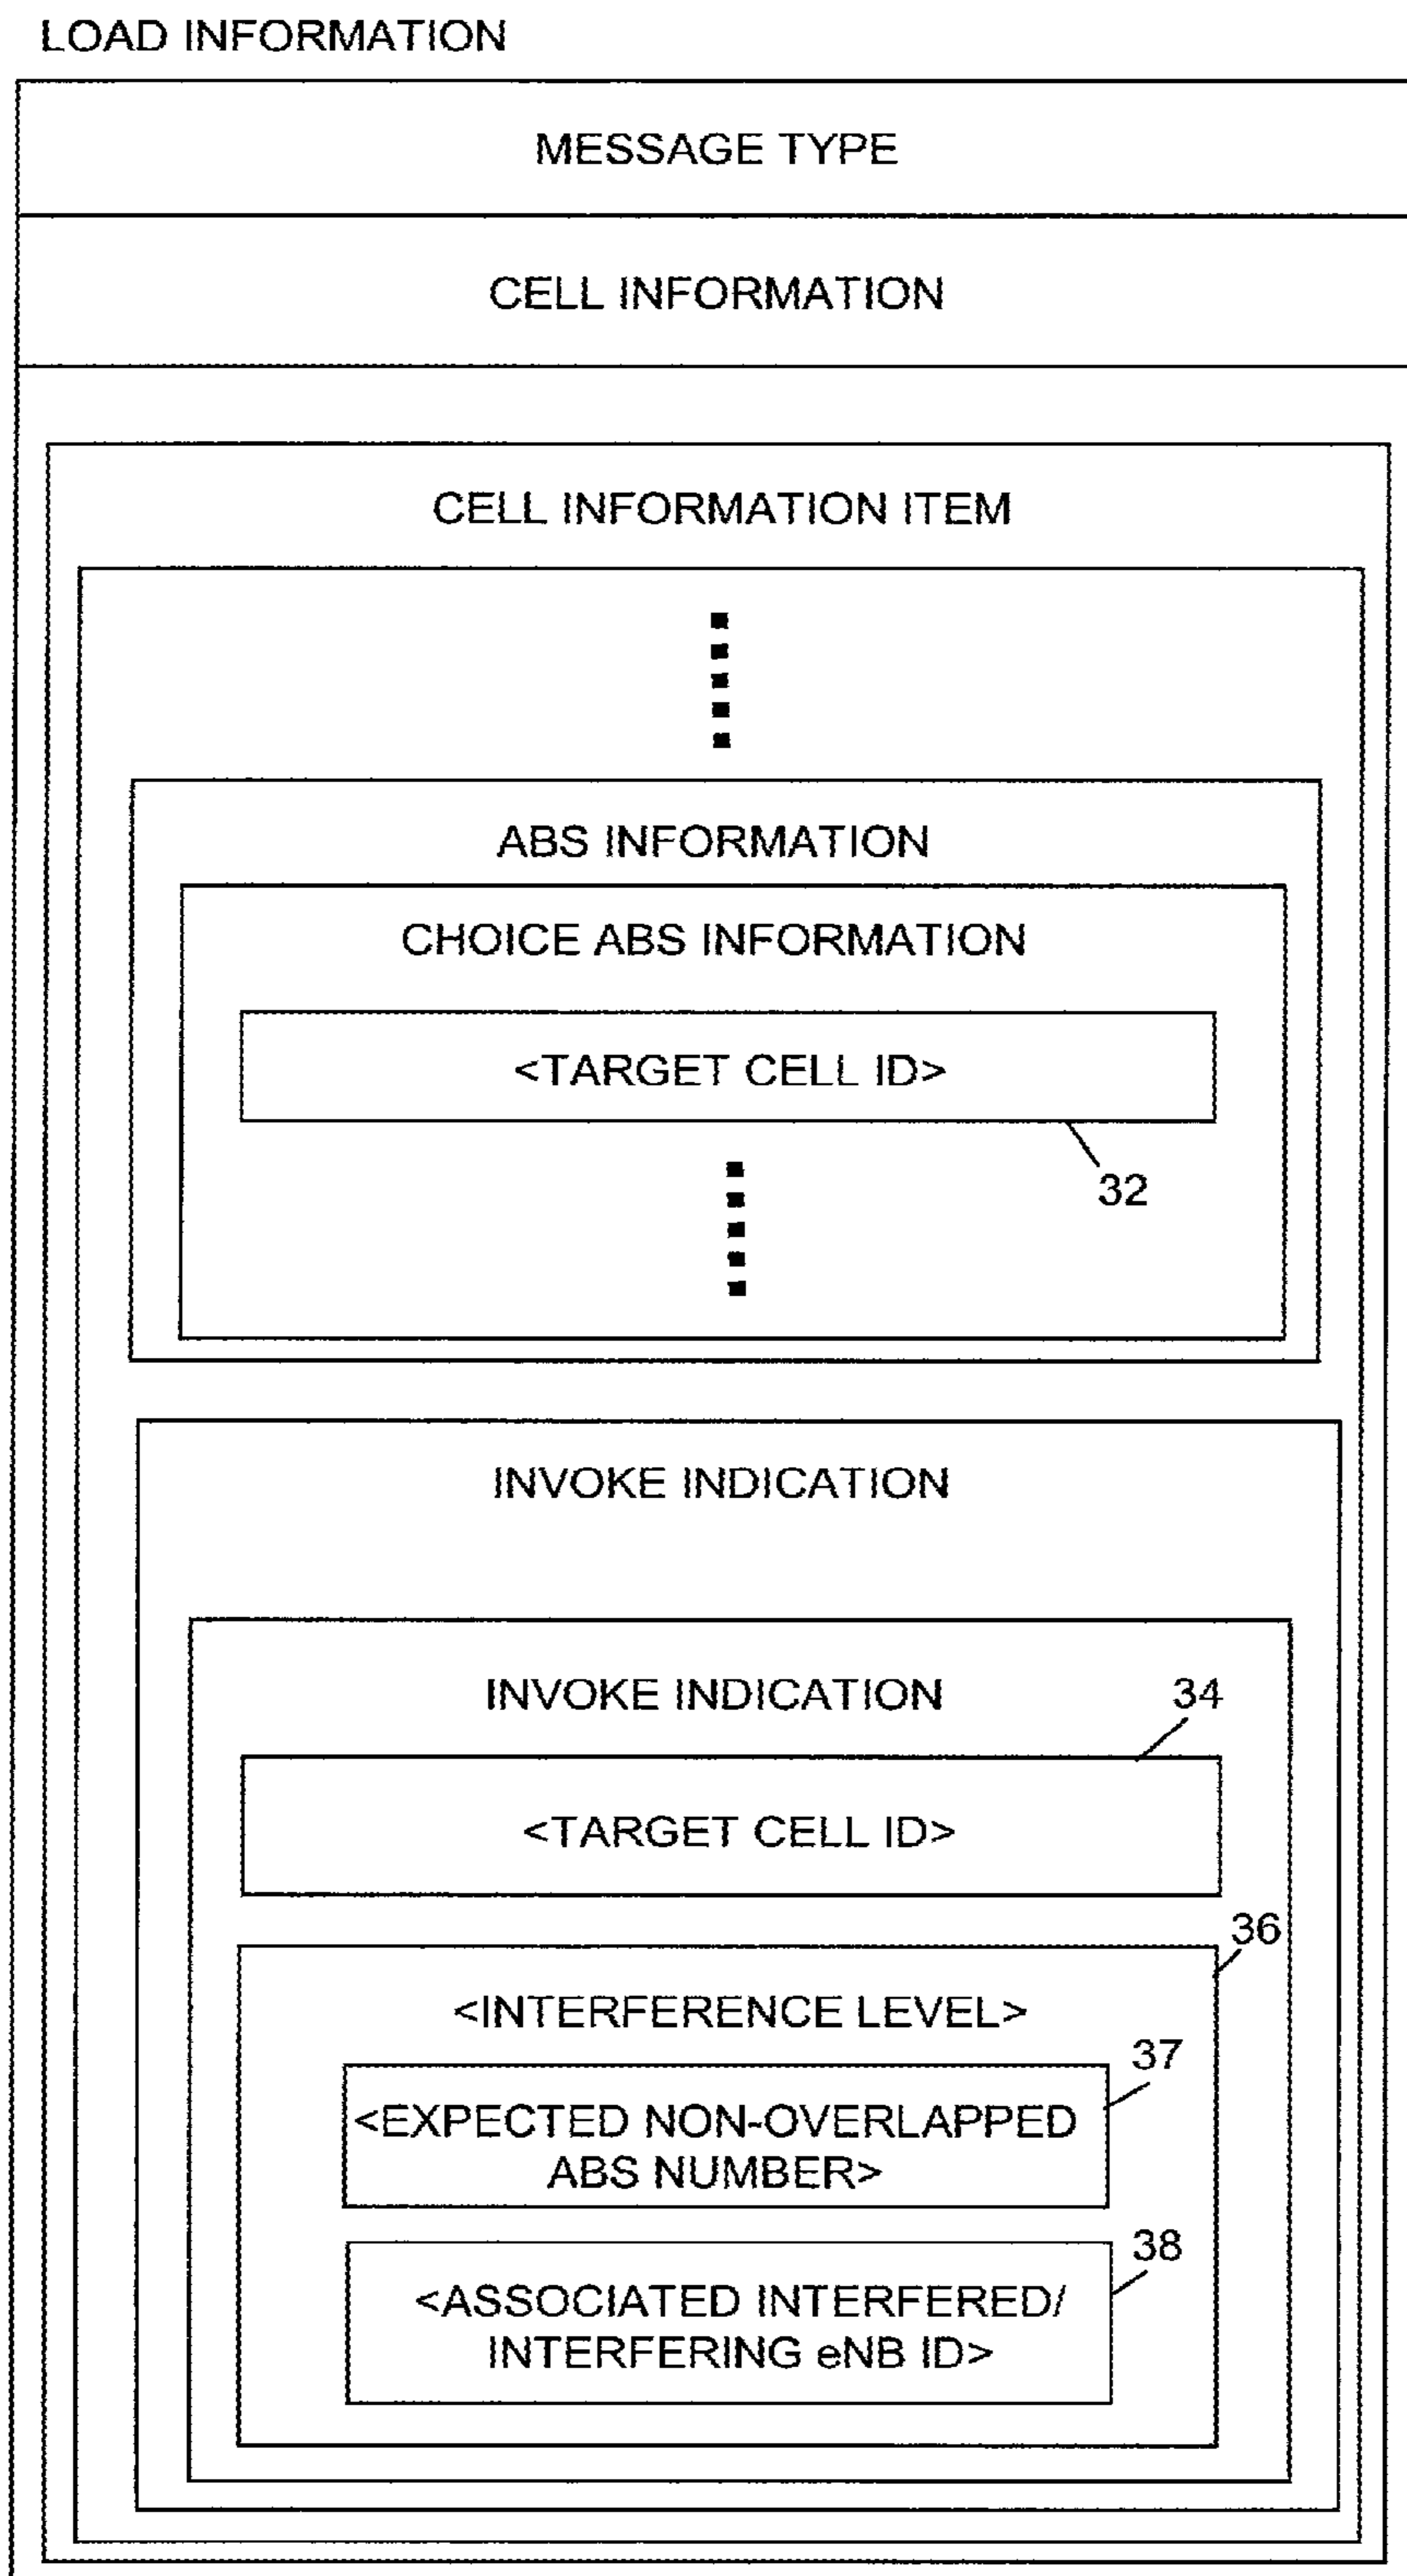 LOAD INFORMATION
MESSAGE TYPE
CELL INFORMATION
CELL INFORMATION ITEM
ABS INFORMATION
CHOICE ABS INFORMATION
<TARGET CELL ID>
32
INVOKE INDICATION
INVOKE INDICATION
34
<TARGET CELL ID>
36
<INTERFERENCE LEVEL>
37
<EXPECTED NON-OVERLAPPED
ABS NUMBER>
38
<ASSOCIATED INTERFERED/
INTERFERING eNB ID>